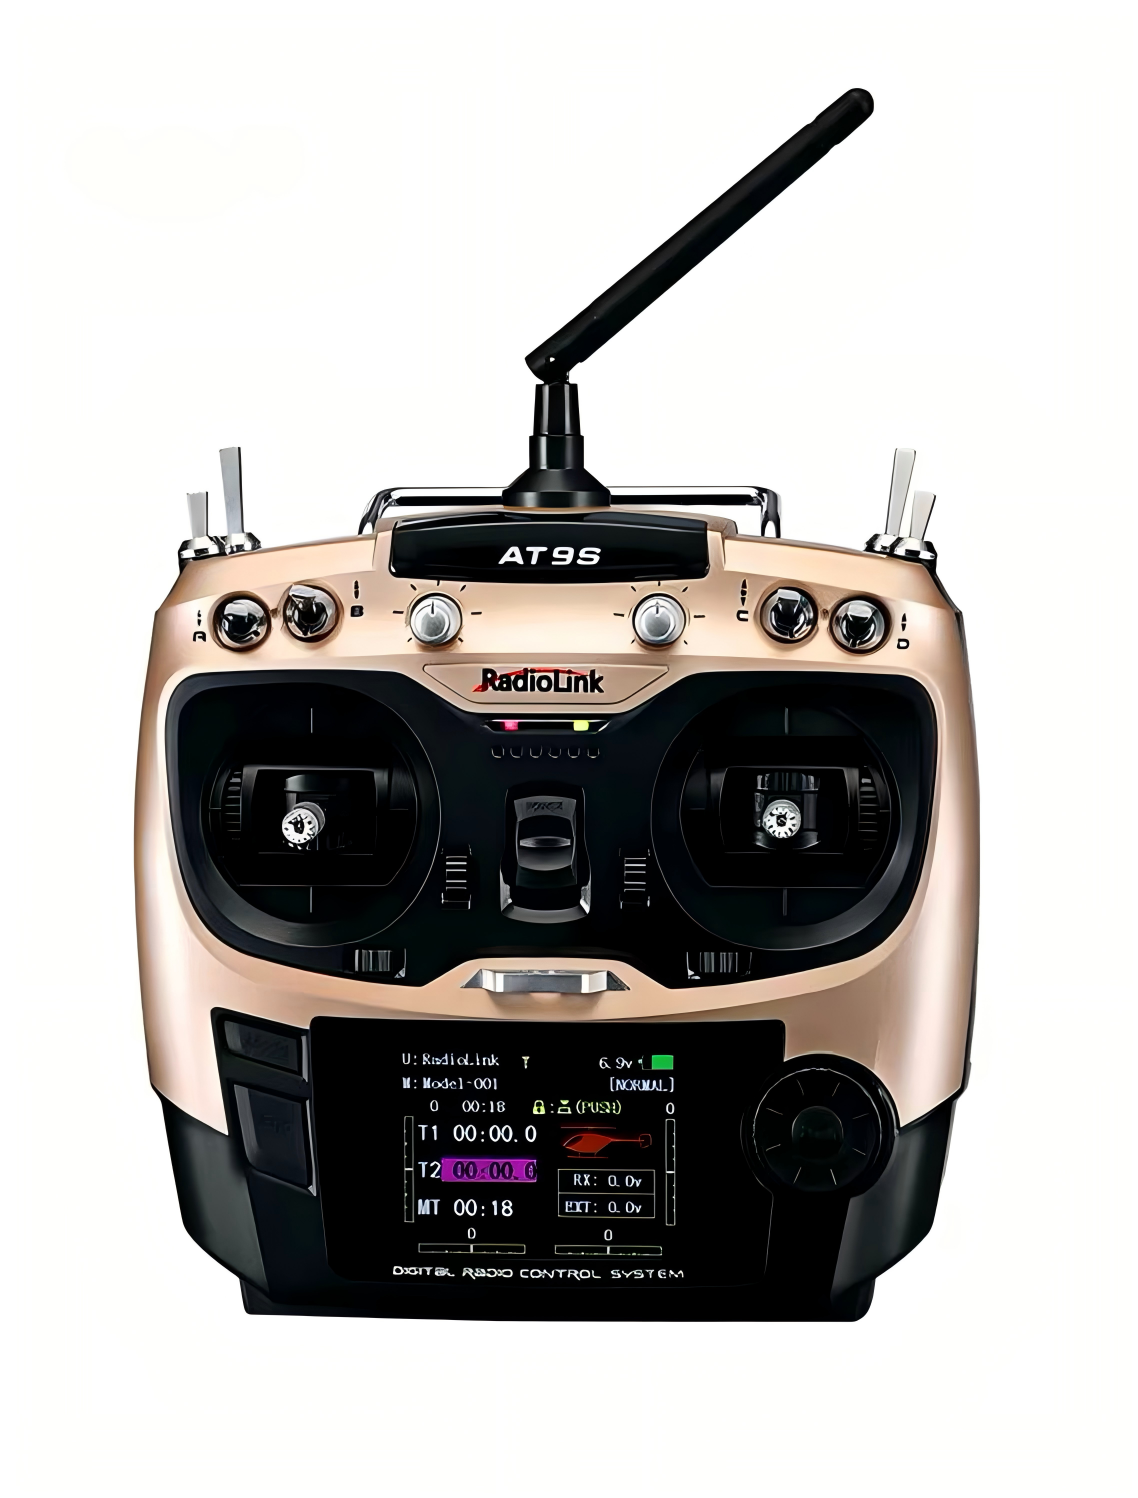 AT9S
A
B
C
D
RadioLink
U:RadioLink 6.9v
M:Model-001 [NORMAL]
0 00:18 :(PUSH) 0
T1 00:00.0
T2 00:00.0
RX: 0.0v
MT 00:18
EXT: 0.0v
0 0
DIGITAL RADIO CONTROL SYSTEM